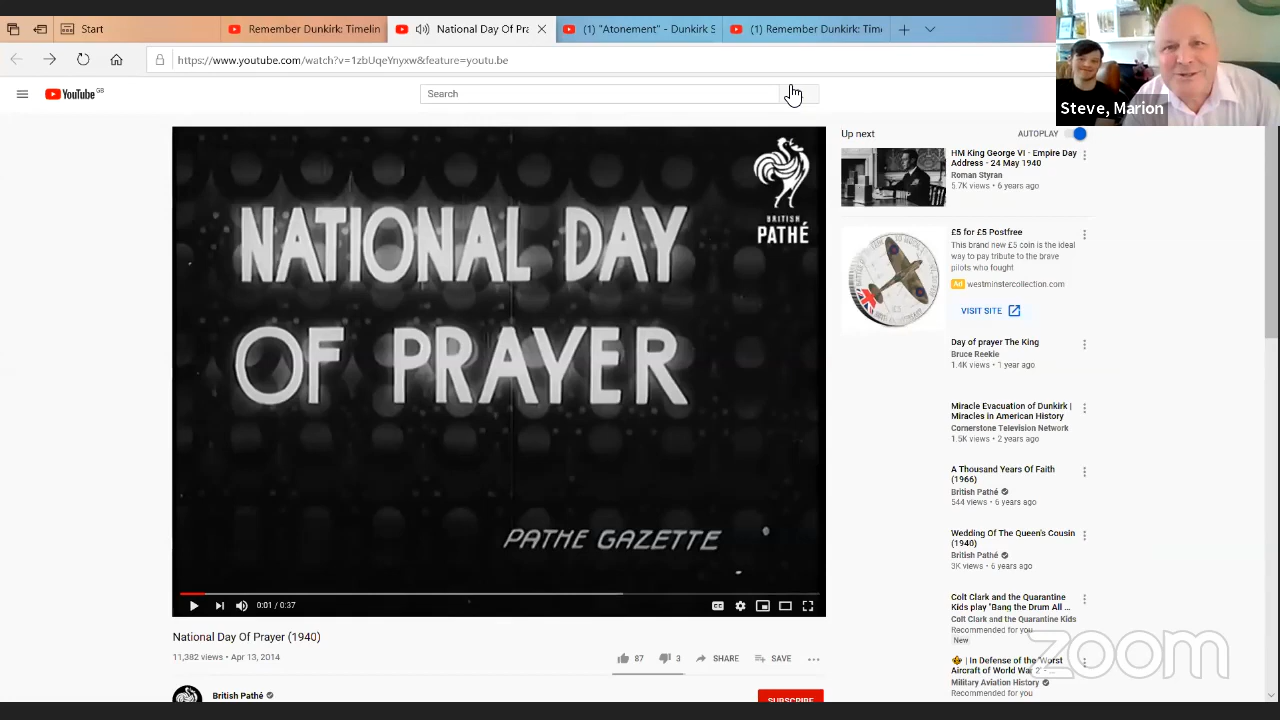 Start
Remember Dunkirk: Timelin
National Day Of Pra
(1) "Atonement" - Dunkirk S
(1) Remember Dunkirk: Time
https://www.youtube.com/watch?v=1zbUqeYnyxw&feature=youtu.be
YouTube GB
Search
Steve, Marion
NATIONAL DAY
OF PRAYER
BRITISH
PATHÉ
PATHE GAZETTE
0:01 / 0:37
CC
National Day Of Prayer (1940)
11,382 views • Apr 13, 2014
87
3
SHARE
SAVE
British Pathé
SUBSCRIBE
Up next
AUTOPLAY
HM King George VI - Empire Day
Address - 24 May 1940
Roman Styran
5.7K views • 6 years ago
£5 for £5 Postfree
This brand new £5 coin is the ideal
way to pay tribute to the brave
pilots who fought
Ad westminstercollection.com
VISIT SITE
Day of prayer The King
Bruce Reekie
1.4K views • 1 year ago
Miracle Evacuation of Dunkirk |
Miracles in American History
Cornerstone Television Network
1.5K views • 2 years ago
A Thousand Years Of Faith
(1966)
British Pathé
544 views • 6 years ago
Wedding Of The Queen's Cousin
(1940)
British Pathé
3K views • 6 years ago
Colt Clark and the Quarantine
Kids play "Bang the Drum All ...
Colt Clark and the Quarantine Kids
Recommended for you
New
| In Defense of the 'Worst
Aircraft of World War 2' - ...
Military Aviation History
Recommended for you
zoom